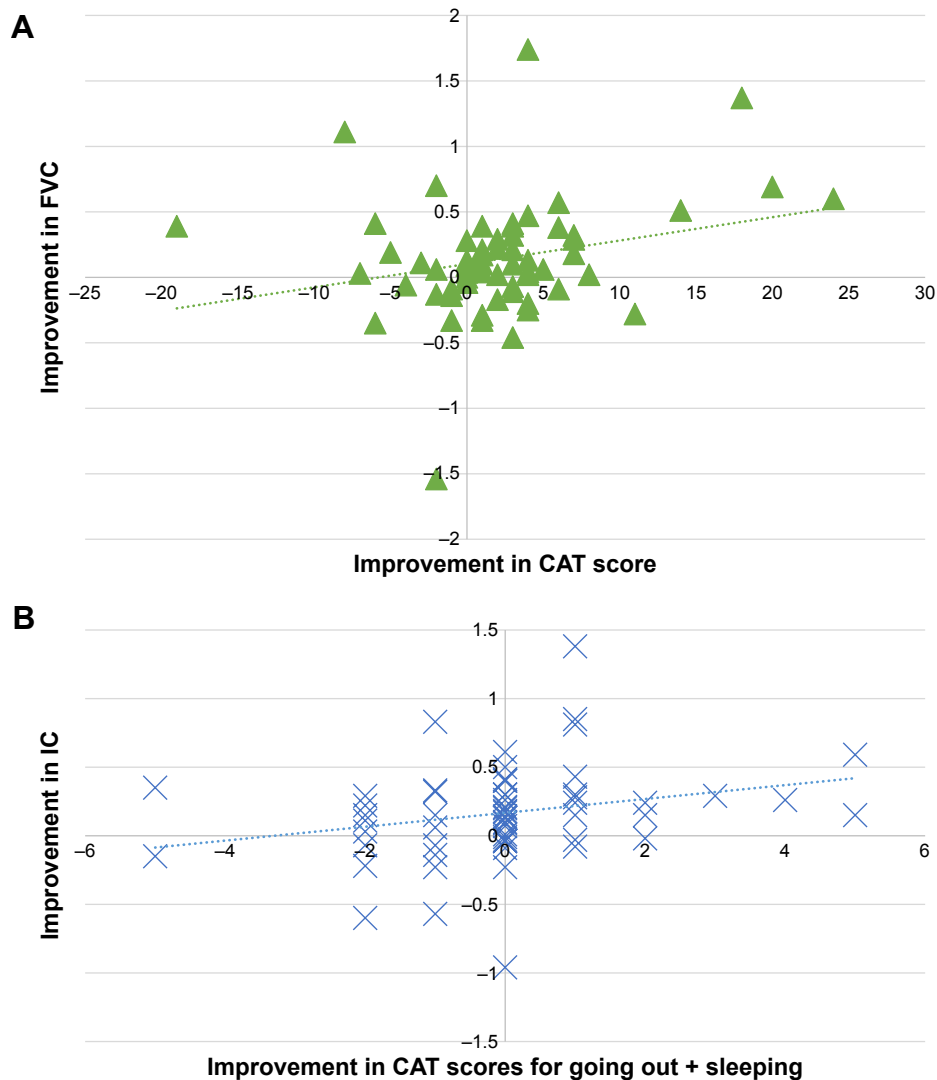 A
2
1.5
1
0.5
0
–0.5
–1
–1.5
–2
–25 –20 –15 –10 –5 0 5 10 15 20 25 30
Improvement in FVC
Improvement in CAT score
B
1.5
1
0.5
0
–0.5
–1
–1.5
–6 –4 –2 0 2 4 6
Improvement in IC
Improvement in CAT scores for going out + sleeping